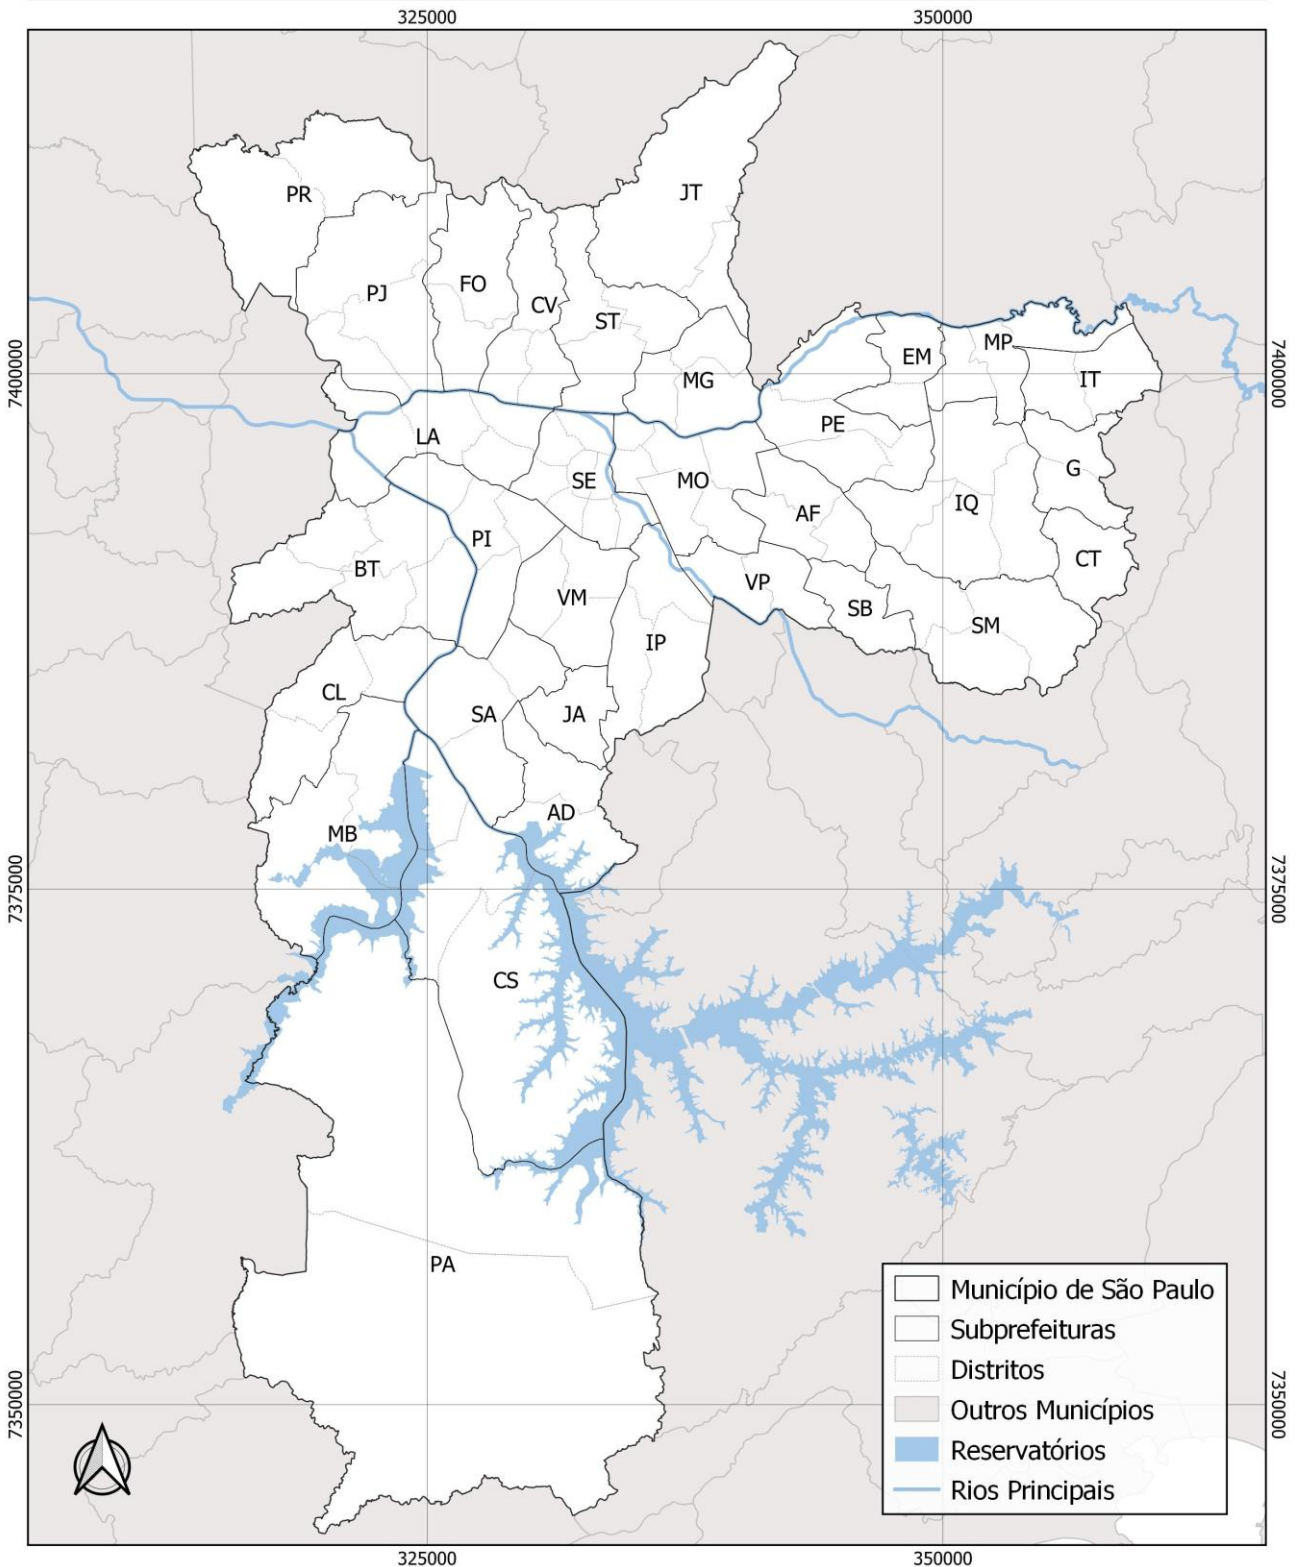 325000
350000
JT
PR
FO
PJ
CV
ST
MP
EM
7400000
7400000
MG
IT
PE
LA
G
SE
MO
IQ
AF
PI
CT
BT
VP
VM
SB
SM
IP
CL
SA
JA
AD
MB
7375000
7375000
CS
PA
Município de São Paulo
Subprefeituras
Distritos
7350000
7350000
Outros Municípios
Reservatórios
Rios Principais
325000
350000